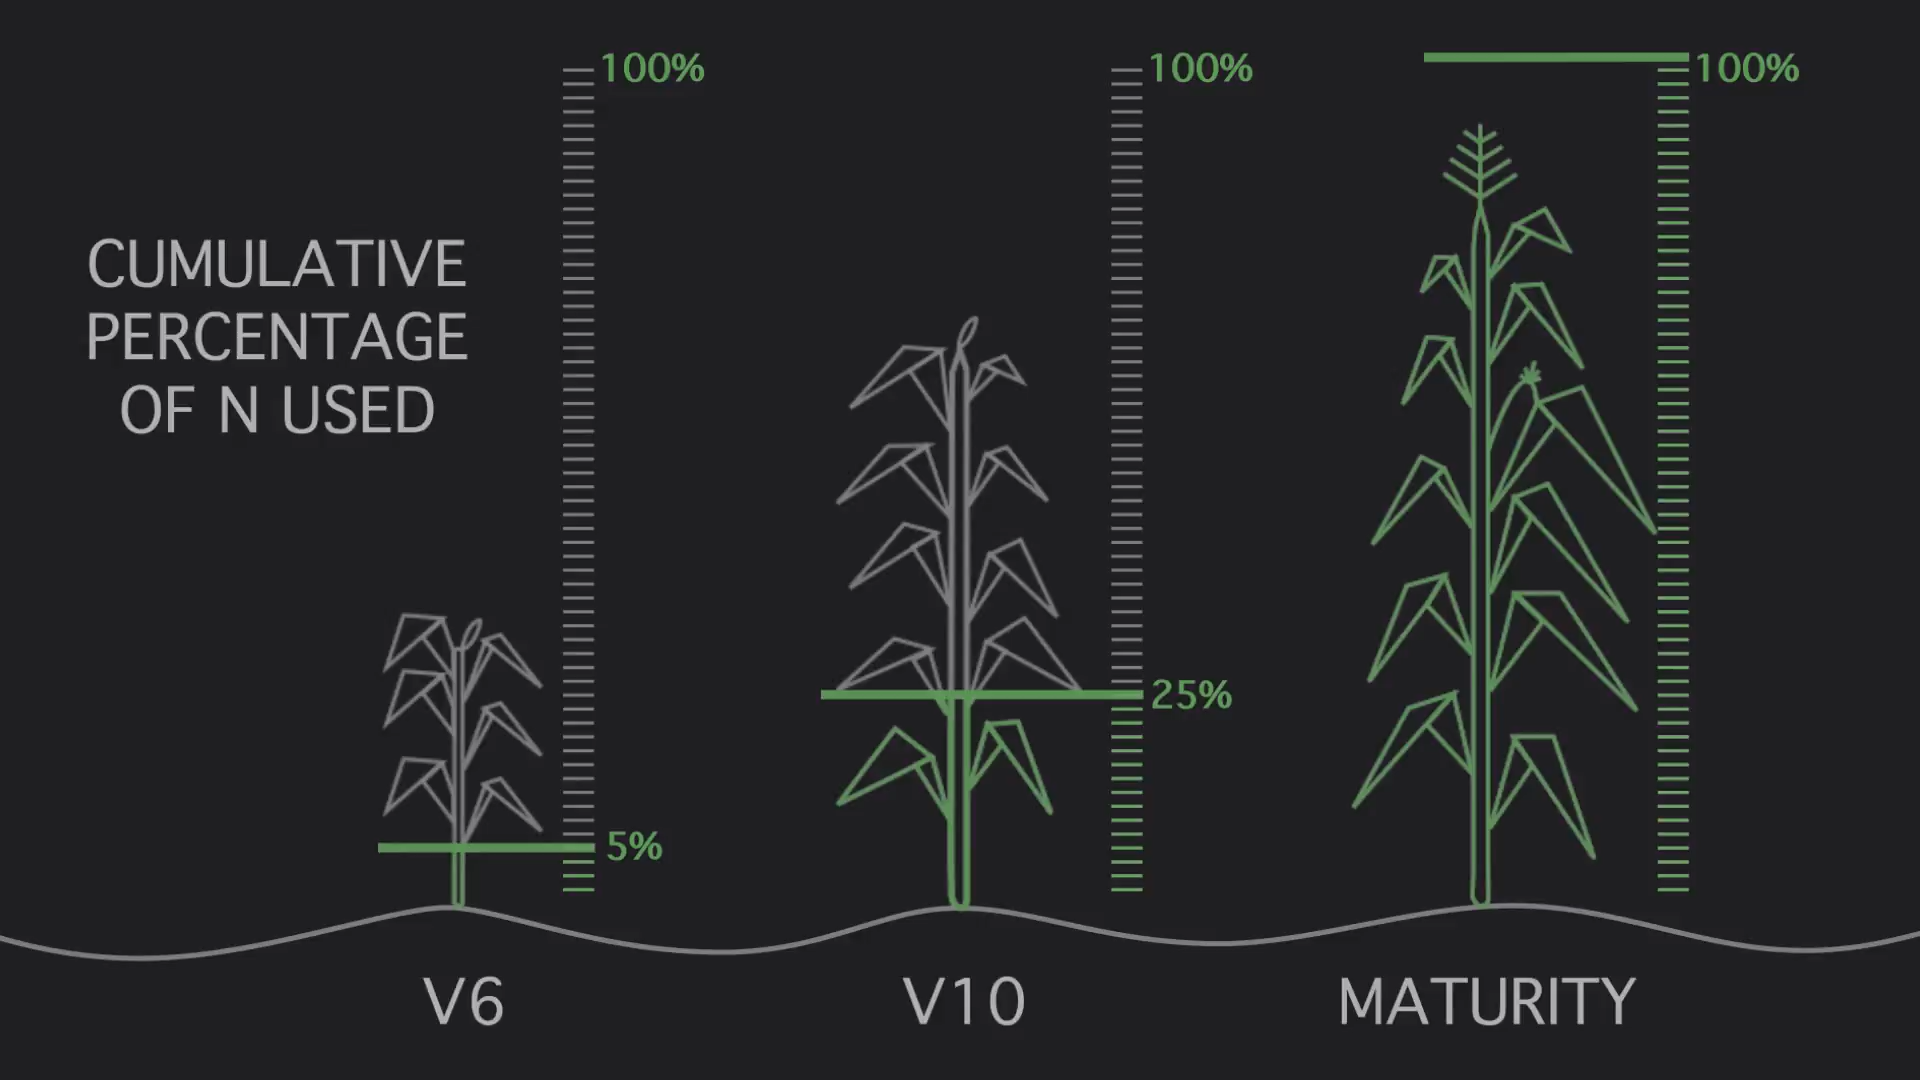 CUMULATIVE
PERCENTAGE
OF N USED
100%
5%
V6
100%
25%
V10
100%
MATURITY